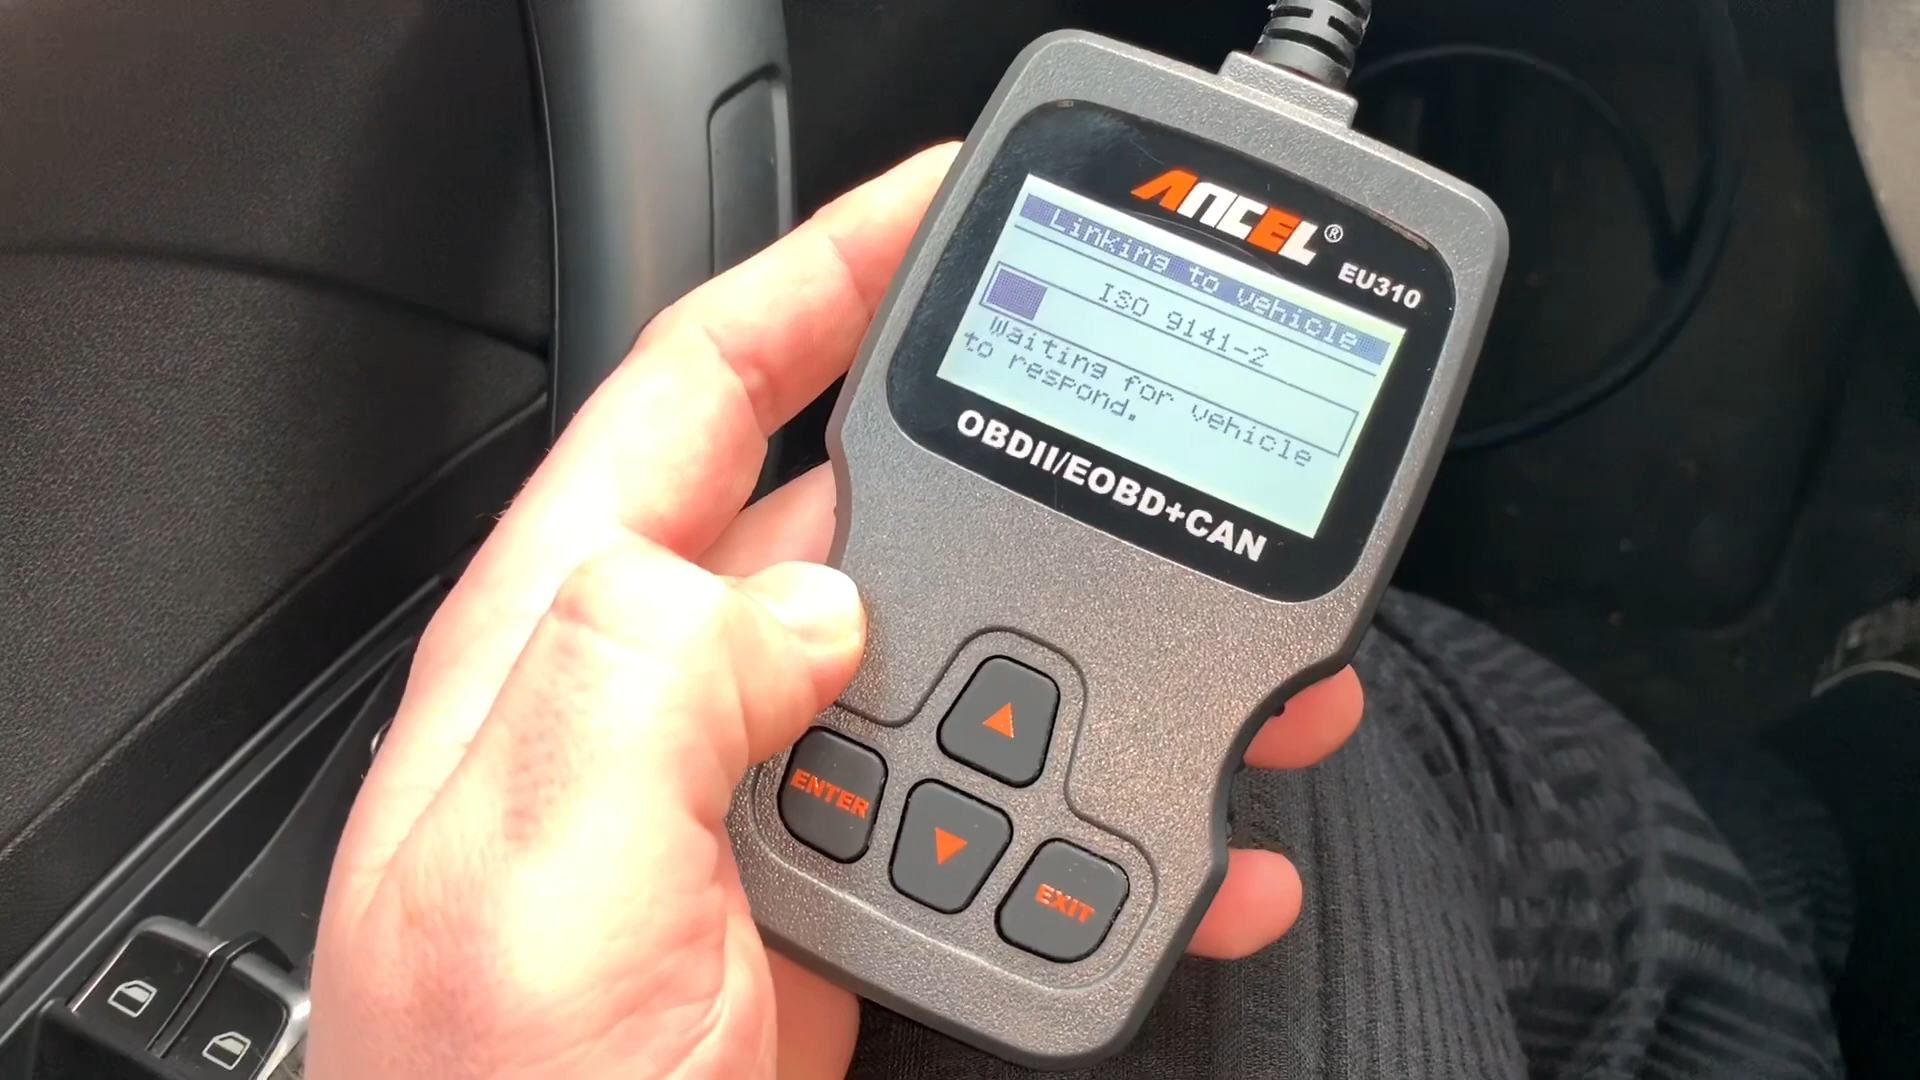 ANCEL®
EU310
Linking to vehicle
ISO 9141-2
Waiting for vehicle
to respond.
OBDII/EOBD+CAN
ENTER
EXIT